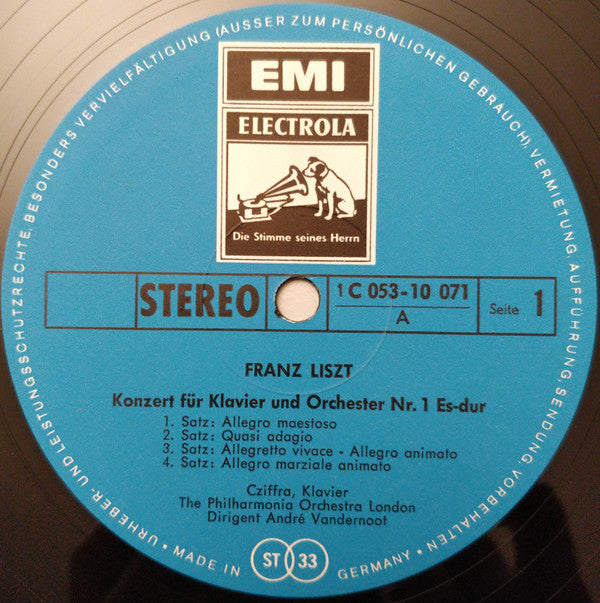 EMI
ELECTROLA
Die Stimme seines Herrn
STEREO
1 C 053-10 071
A
Seite 1
FRANZ LISZT
Konzert für Klavier und Orchester Nr. 1 Es-dur
1. Satz: Allegro maestoso
2. Satz: Quasi adagio
3. Satz: Allegretto vivace - Allegro animato
4. Satz: Allegro marziale animato
Cziffra, Klavier
The Philharmonia Orchestra London
Dirigent André Vandernoot
URHEBER- UND LEISTUNGSSCHUTZRECHTE, BESONDERS VERVIELFÄLTIGUNG (AUSSER ZUM PERSÖNLICHEN GEBRAUCH), VERMIETUNG, AUFFÜHRUNG, SENDUNG, VORBEHALTEN •
MADE IN ST 33 GERMANY •